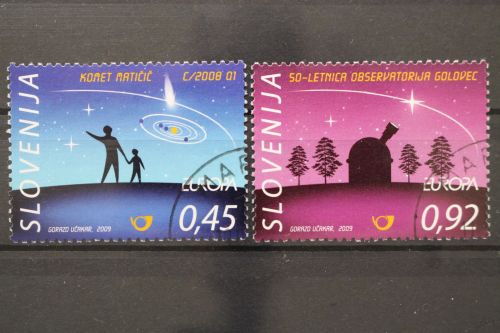 KOMET MATIČIČ C/2008 Q1
SLOVENIJA
EUROPA
GORAZD UČAKAR, 2009
0,45
50-LETNICA OBSERVATORIJA GOLOVEC
SLOVENIJA
EUROPA
GORAZD UČAKAR, 2009
0,92